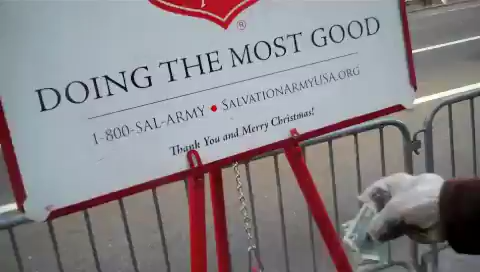 ®
DOING THE MOST GOOD
1-800-SAL-ARMY • SALVATIONARMYUSA.ORG
Thank You and Merry Christmas!